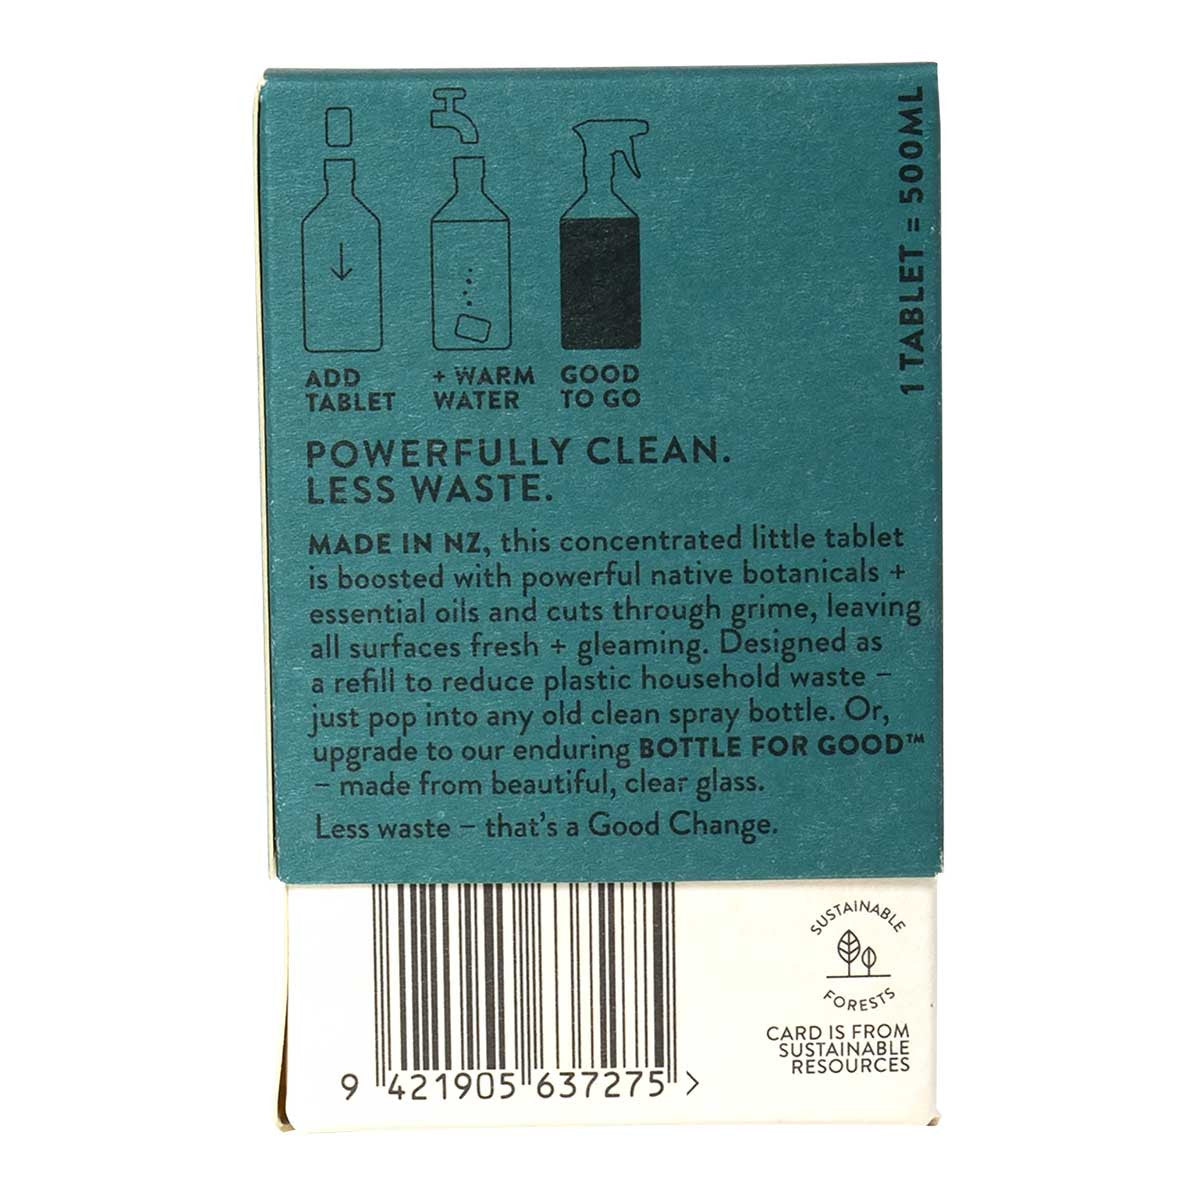 ADD
TABLET
+ WARM
WATER
GOOD
TO GO
1 TABLET = 500ML
POWERFULLY CLEAN.
LESS WASTE.
MADE IN NZ, this concentrated little tablet
is boosted with powerful native botanicals +
essential oils and cuts through grime, leaving
all surfaces fresh + gleaming. Designed as
a refill to reduce plastic household waste –
just pop into any old clean spray bottle. Or,
upgrade to our enduring BOTTLE FOR GOOD™
– made from beautiful, clear glass.
Less waste – that's a Good Change.
SUSTAINABLE
FORESTS
CARD IS FROM
SUSTAINABLE
RESOURCES
9 421905 637275 >